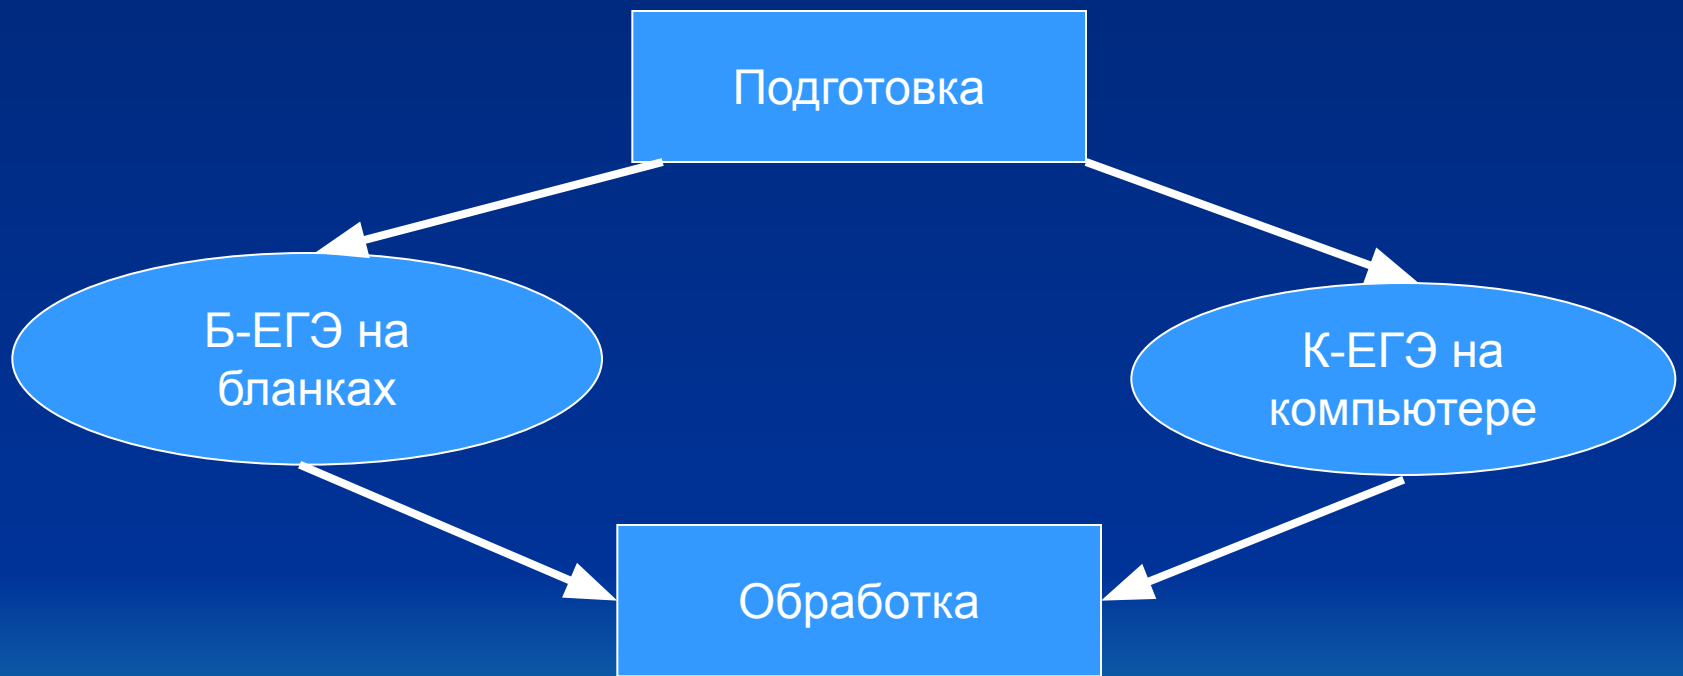 Подготовка
Б-ЕГЭ на
бланках
К-ЕГЭ на
компьютере
Обработка